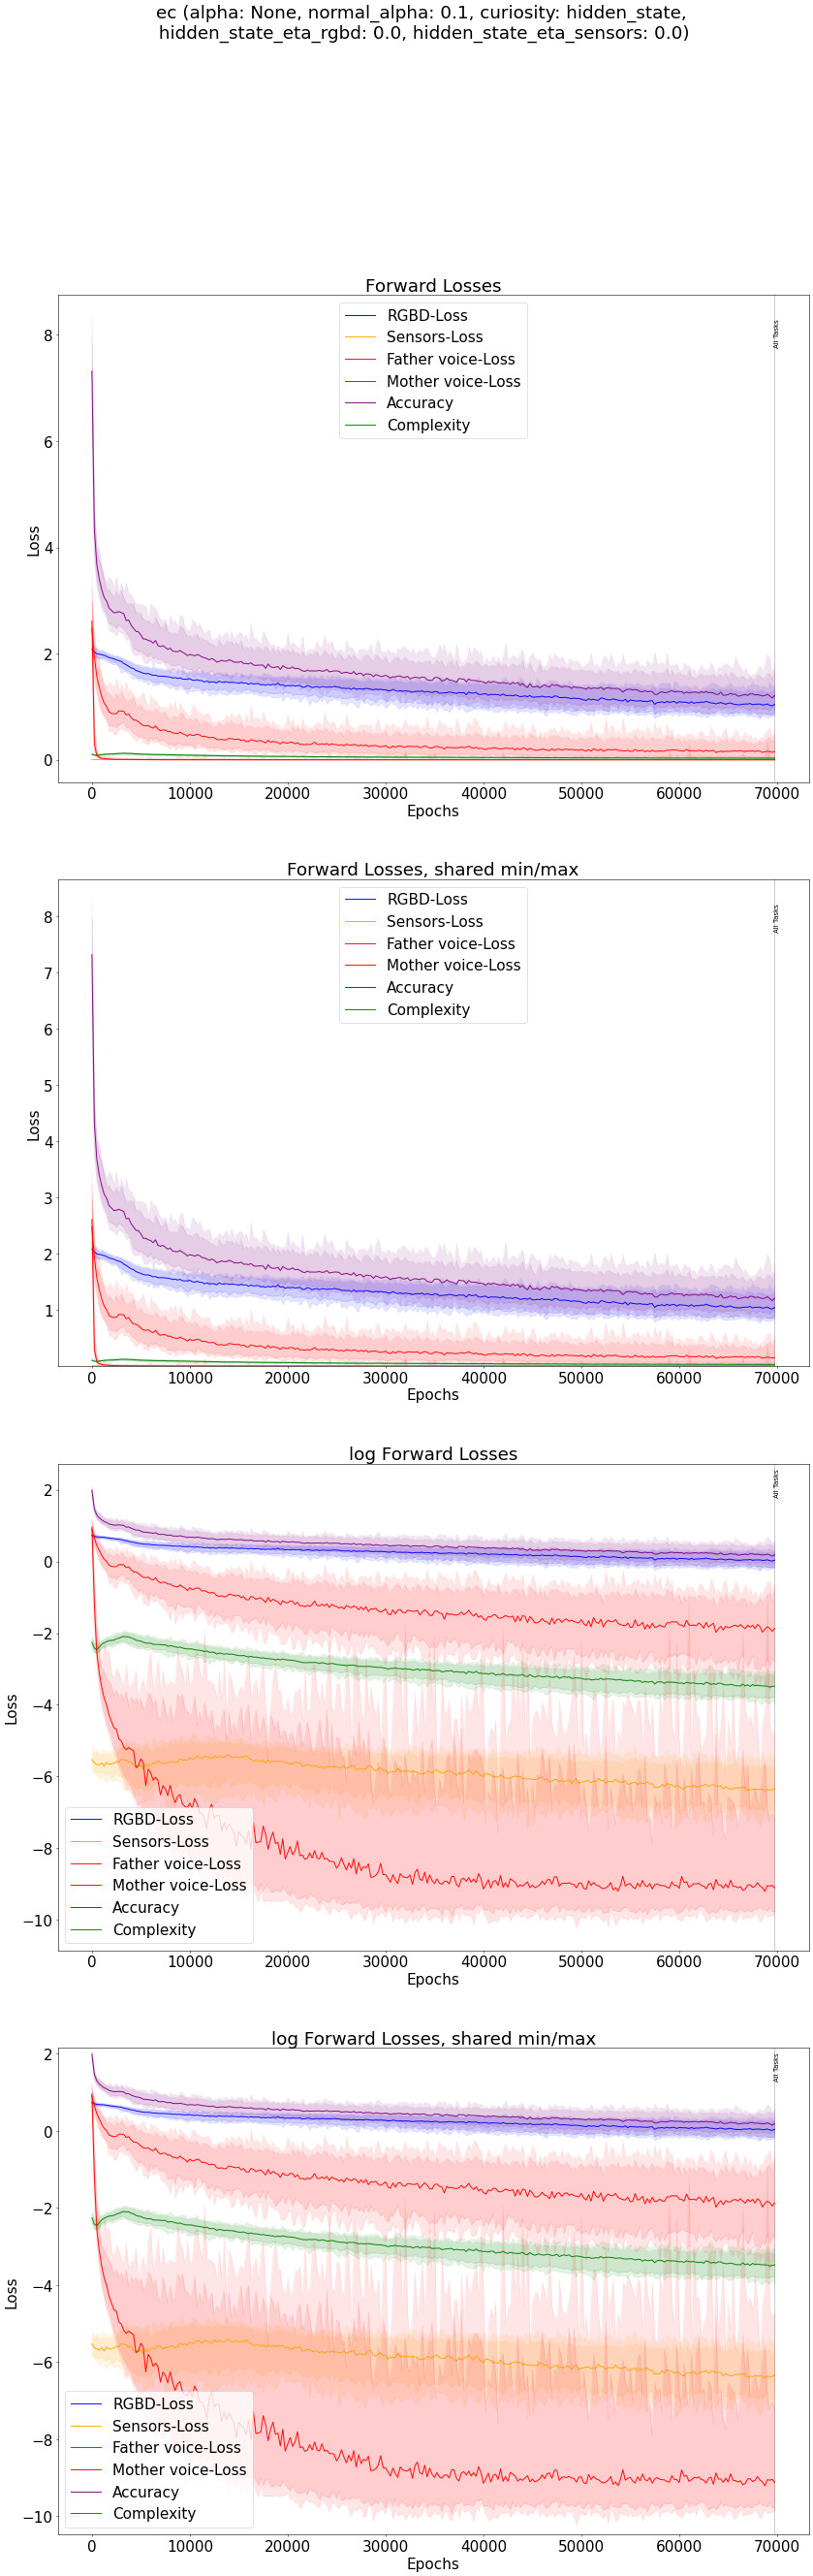 ec (alpha: None, normal_alpha: 0.1, curiosity: hidden_state,
hidden_state_eta_rgbd: 0.0, hidden_state_eta_sensors: 0.0)
Forward Losses
RGBD-Loss
Sensors-Loss
Father voice-Loss
Mother voice-Loss
Accuracy
Complexity
All Tasks
Loss
8
6
4
2
0
0 10000 20000 30000 40000 50000 60000 70000
Epochs
Forward Losses, shared min/max
RGBD-Loss
Sensors-Loss
Father voice-Loss
Mother voice-Loss
Accuracy
Complexity
All Tasks
Loss
8
7
6
5
4
3
2
1
0 10000 20000 30000 40000 50000 60000 70000
Epochs
log Forward Losses
All Tasks
Loss
2
0
−2
−4
−6
−8
−10
RGBD-Loss
Sensors-Loss
Father voice-Loss
Mother voice-Loss
Accuracy
Complexity
0 10000 20000 30000 40000 50000 60000 70000
Epochs
log Forward Losses, shared min/max
All Tasks
Loss
2
0
−2
−4
−6
−8
−10
RGBD-Loss
Sensors-Loss
Father voice-Loss
Mother voice-Loss
Accuracy
Complexity
0 10000 20000 30000 40000 50000 60000 70000
Epochs